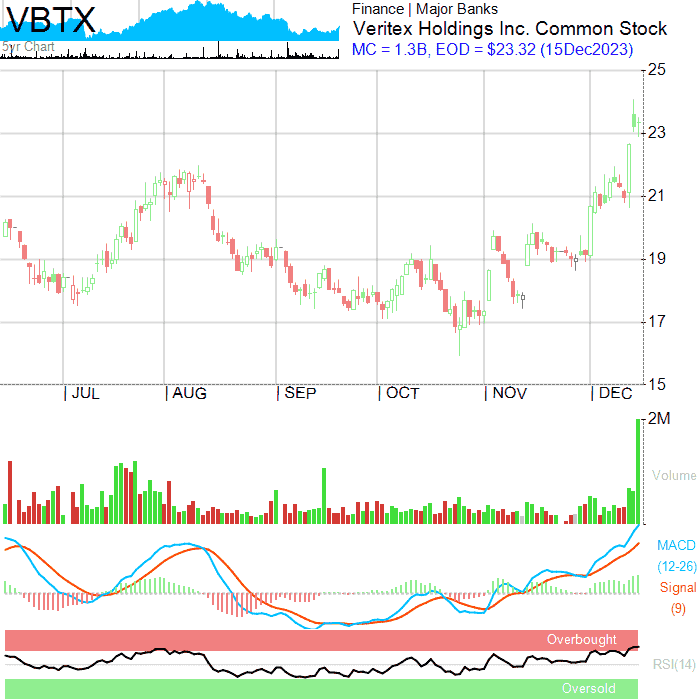 VBTX
5yr Chart
Finance | Major Banks
Veritex Holdings Inc. Common Stock
MC = 1.3B, EOD = $23.32 (15Dec2023)
25
23
21
19
17
15
JUL AUG SEP OCT NOV DEC
2M
Volume
MACD
(12-26)
Signal
(9)
Overbought
RSI(14)
Oversold